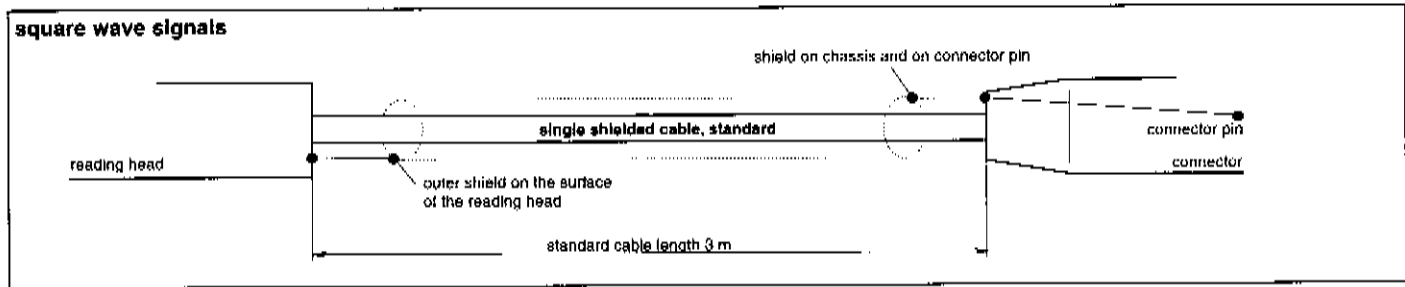 square wave signals
shield on chassis and on connector pin
single shielded cable, standard
connector pin
reading head
connector
outer shield on the surface
of the reading head
standard cable length 3 m